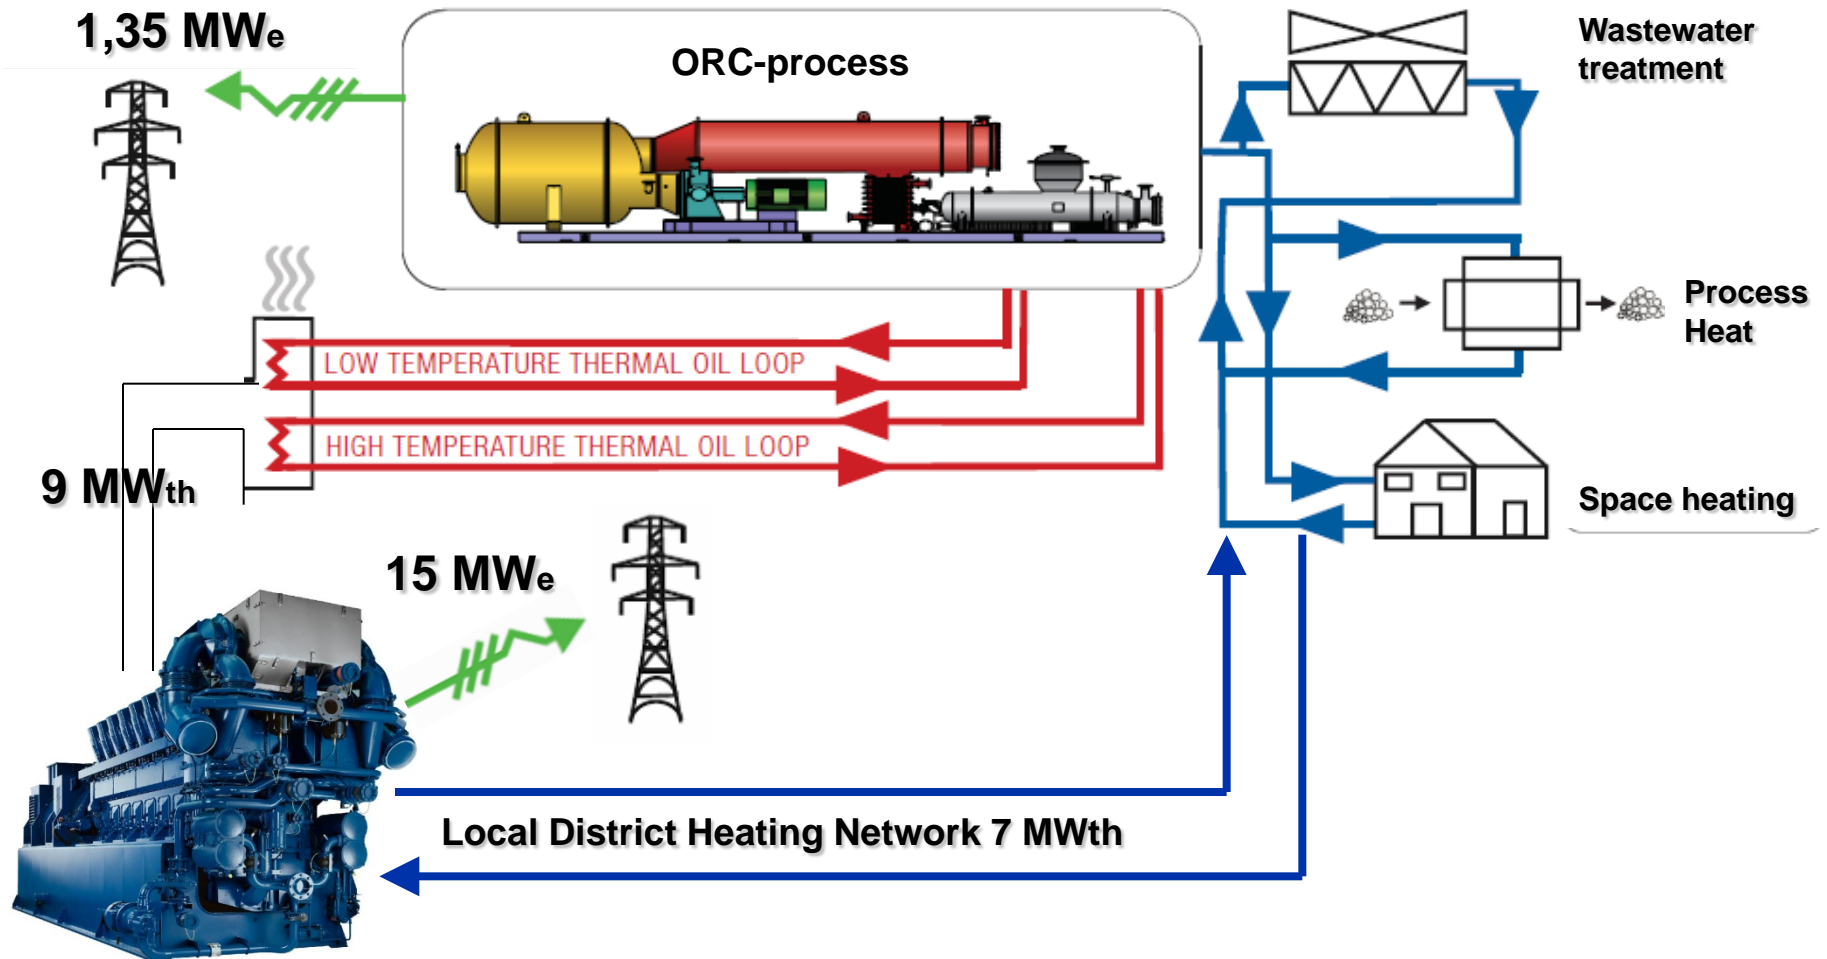 1,35 MWe
ORC-process
Wastewater
treatment
Process
Heat
LOW TEMPERATURE THERMAL OIL LOOP
HIGH TEMPERATURE THERMAL OIL LOOP
9 MWth
Space heating
15 MWe
Local District Heating Network 7 MWth